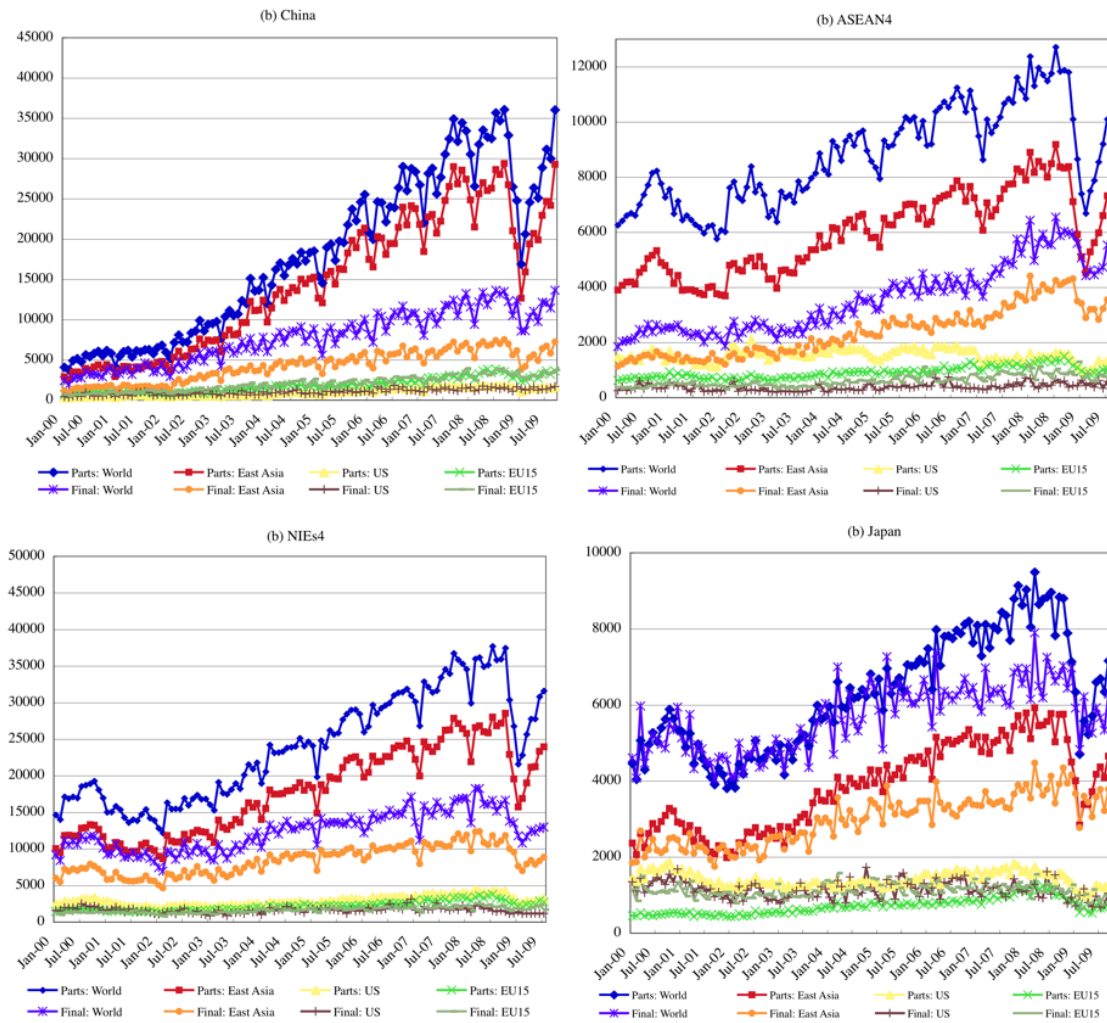 (b) China
45000
40000
35000
30000
25000
20000
15000
10000
5000
0
Jan-00 Jul-00 Jan-01 Jul-01 Jan-02 Jul-02 Jan-03 Jul-03 Jan-04 Jul-04 Jan-05 Jul-05 Jan-06 Jul-06 Jan-07 Jul-07 Jan-08 Jul-08 Jan-09 Jul-09
Parts: World Parts: East Asia Parts: US Parts: EU15
Final: World Final: East Asia Final: US Final: EU15
(b) ASEAN4
12000
10000
8000
6000
4000
2000
0
Jan-00 Jul-00 Jan-01 Jul-01 Jan-02 Jul-02 Jan-03 Jul-03 Jan-04 Jul-04 Jan-05 Jul-05 Jan-06 Jul-06 Jan-07 Jul-07 Jan-08 Jul-08 Jan-09 Jul-09
Parts: World Parts: East Asia Parts: US Parts: EU15
Final: World Final: East Asia Final: US Final: EU15
(b) NIEs4
50000
45000
40000
35000
30000
25000
20000
15000
10000
5000
0
Jan-00 Jul-00 Jan-01 Jul-01 Jan-02 Jul-02 Jan-03 Jul-03 Jan-04 Jul-04 Jan-05 Jul-05 Jan-06 Jul-06 Jan-07 Jul-07 Jan-08 Jul-08 Jan-09 Jul-09
Parts: World Parts: East Asia Parts: US Parts: EU15
Final: World Final: East Asia Final: US Final: EU15
(b) Japan
10000
8000
6000
4000
2000
0
Jan-00 Jul-00 Jan-01 Jul-01 Jan-02 Jul-02 Jan-03 Jul-03 Jan-04 Jul-04 Jan-05 Jul-05 Jan-06 Jul-06 Jan-07 Jul-07 Jan-08 Jul-08 Jan-09 Jul-09
Parts: World Parts: East Asia Parts: US Parts: EU15
Final: World Final: East Asia Final: US Final: EU15